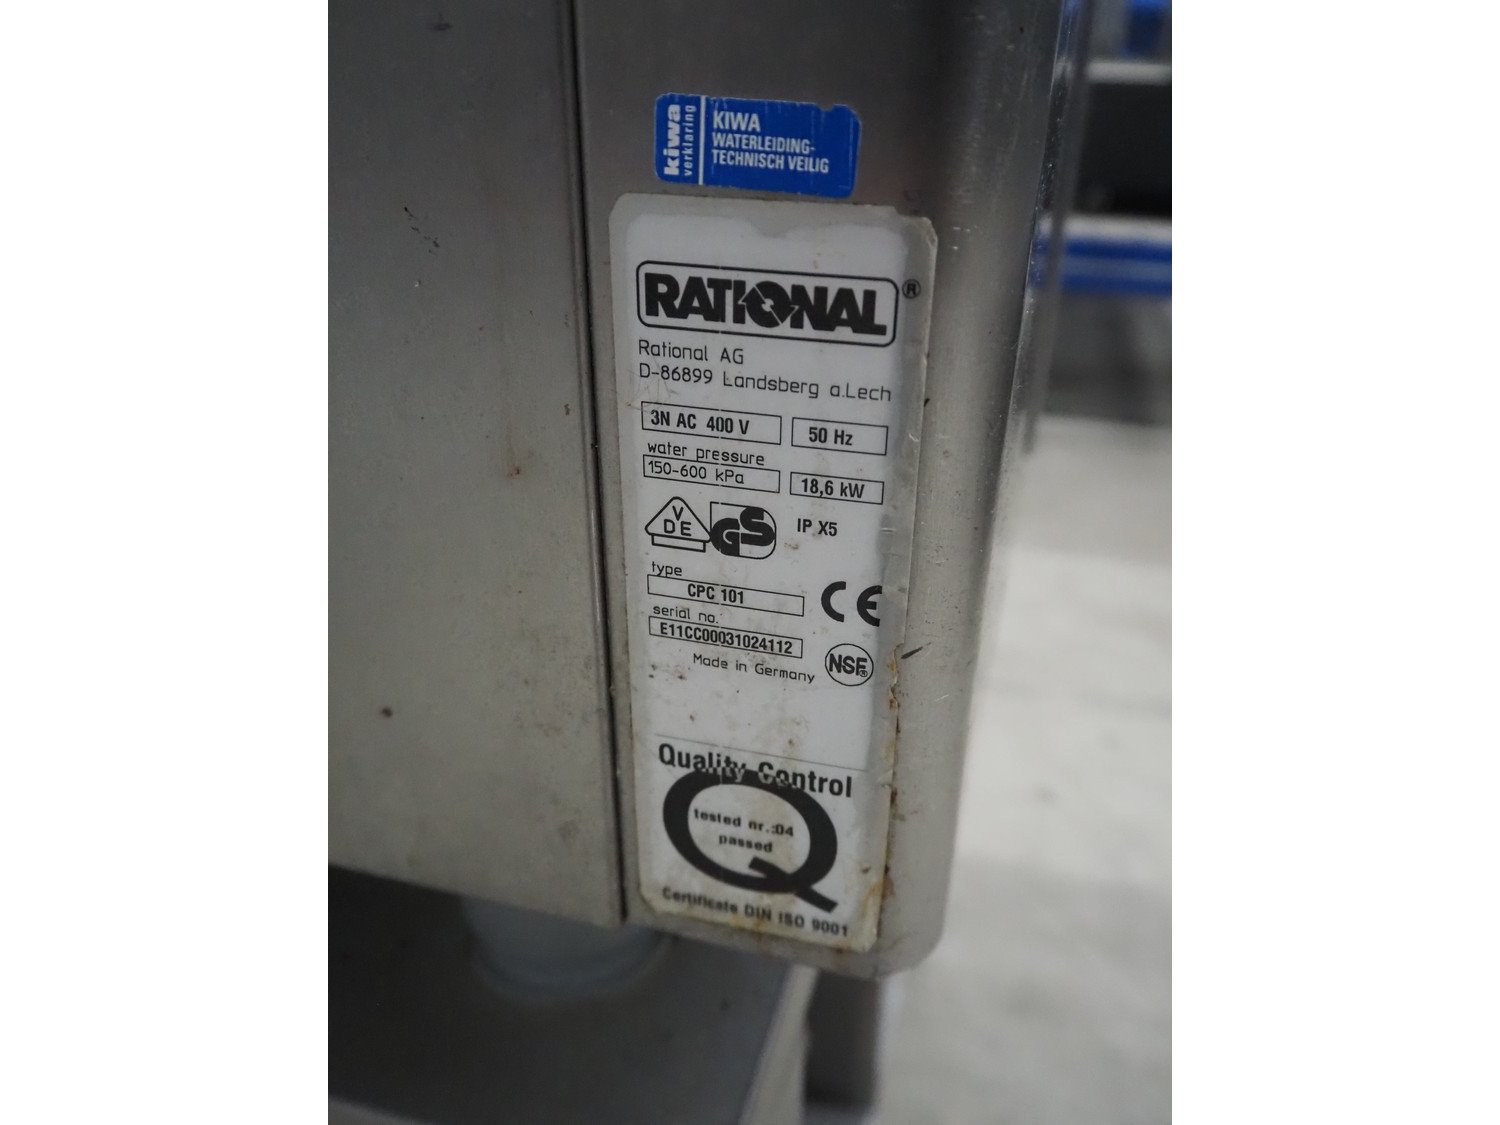 kiwa
verklaring
KIWA
WATERLEIDING-
TECHNISCH VEILIG
RATIONAL®
Rational AG
D-86899 Landsberg a.Lech
3N AC 400 V 50 Hz
water pressure
150-600 kPa 18,6 kW
VDE GS IP X5
type
CPC 101 CE
serial no.
E11CC00031024112
Made in Germany NSF®
Quality Control
tested nr.:04
passed
Certificate DIN ISO 9001